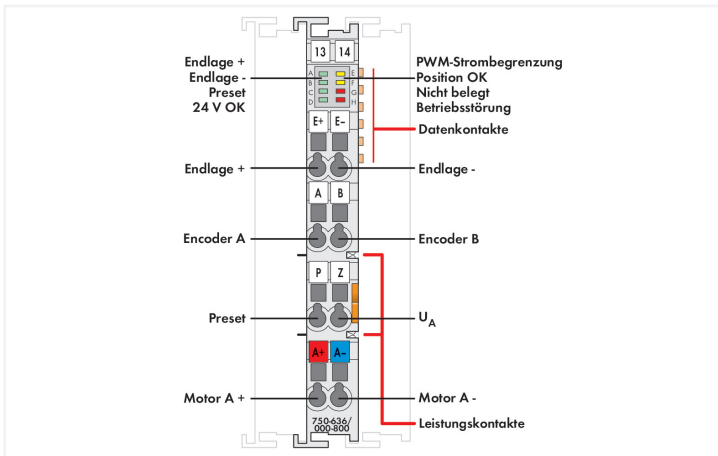 13 14
Endlage +
Endlage -
Preset
24 V OK
A
B
C
D
E
F
G
H
PWM-Strombegrenzung
Position OK
Nicht belegt
Betriebsstörung
Datenkontakte
E+ E-
Endlage + Endlage -
A B
Encoder A Encoder B
P Z
Preset UA
A+ A-
Motor A + Motor A -
Leistungskontakte
750-636/
000-800